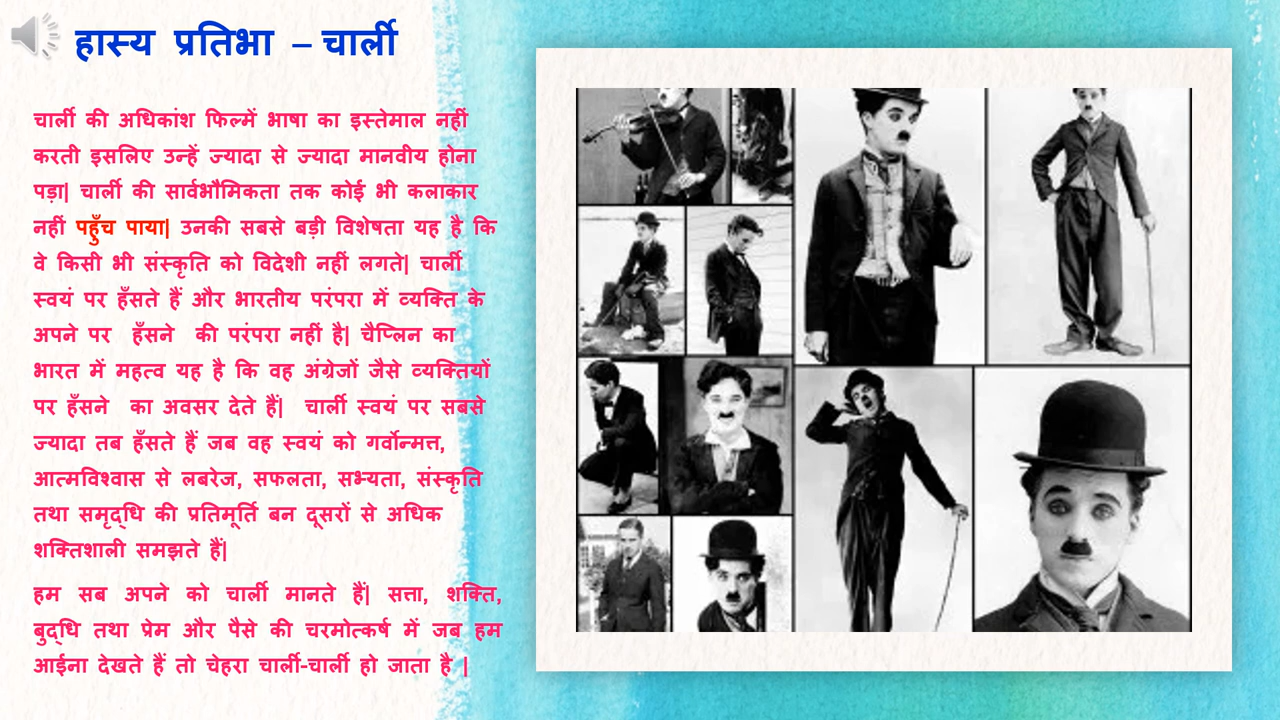 हास्य प्रतिभा – चार्ली
चार्ली की अधिकांश फिल्में भाषा का इस्तेमाल नहीं
करती इसलिए उन्हें ज्यादा से ज्यादा मानवीय होना
पड़ा| चार्ली की सार्वभौमिकता तक कोई भी कलाकार
नहीं पहुँच पाया| उनकी सबसे बड़ी विशेषता यह है कि
वे किसी भी संस्कृति को विदेशी नहीं लगते| चार्ली
स्वयं पर हँसते हैं और भारतीय परंपरा में व्यक्ति के
अपने पर हँसने की परंपरा नहीं है| चैप्लिन का
भारत में महत्व यह है कि वह अंग्रेजों जैसे व्यक्तियों
पर हँसने का अवसर देते हैं| चार्ली स्वयं पर सबसे
ज्यादा तब हँसते हैं जब वह स्वयं को गर्वोन्मत्त,
आत्मविश्वास से लबरेज, सफलता, सभ्यता, संस्कृति
तथा समृद्धि की प्रतिमूर्ति बन दूसरों से अधिक
शक्तिशाली समझते हैं|
हम सब अपने को चार्ली मानते हैं| सत्ता, शक्ति,
बुद्धि तथा प्रेम और पैसे की चरमोत्कर्ष में जब हम
आईना देखते हैं तो चेहरा चार्ली-चार्ली हो जाता है |